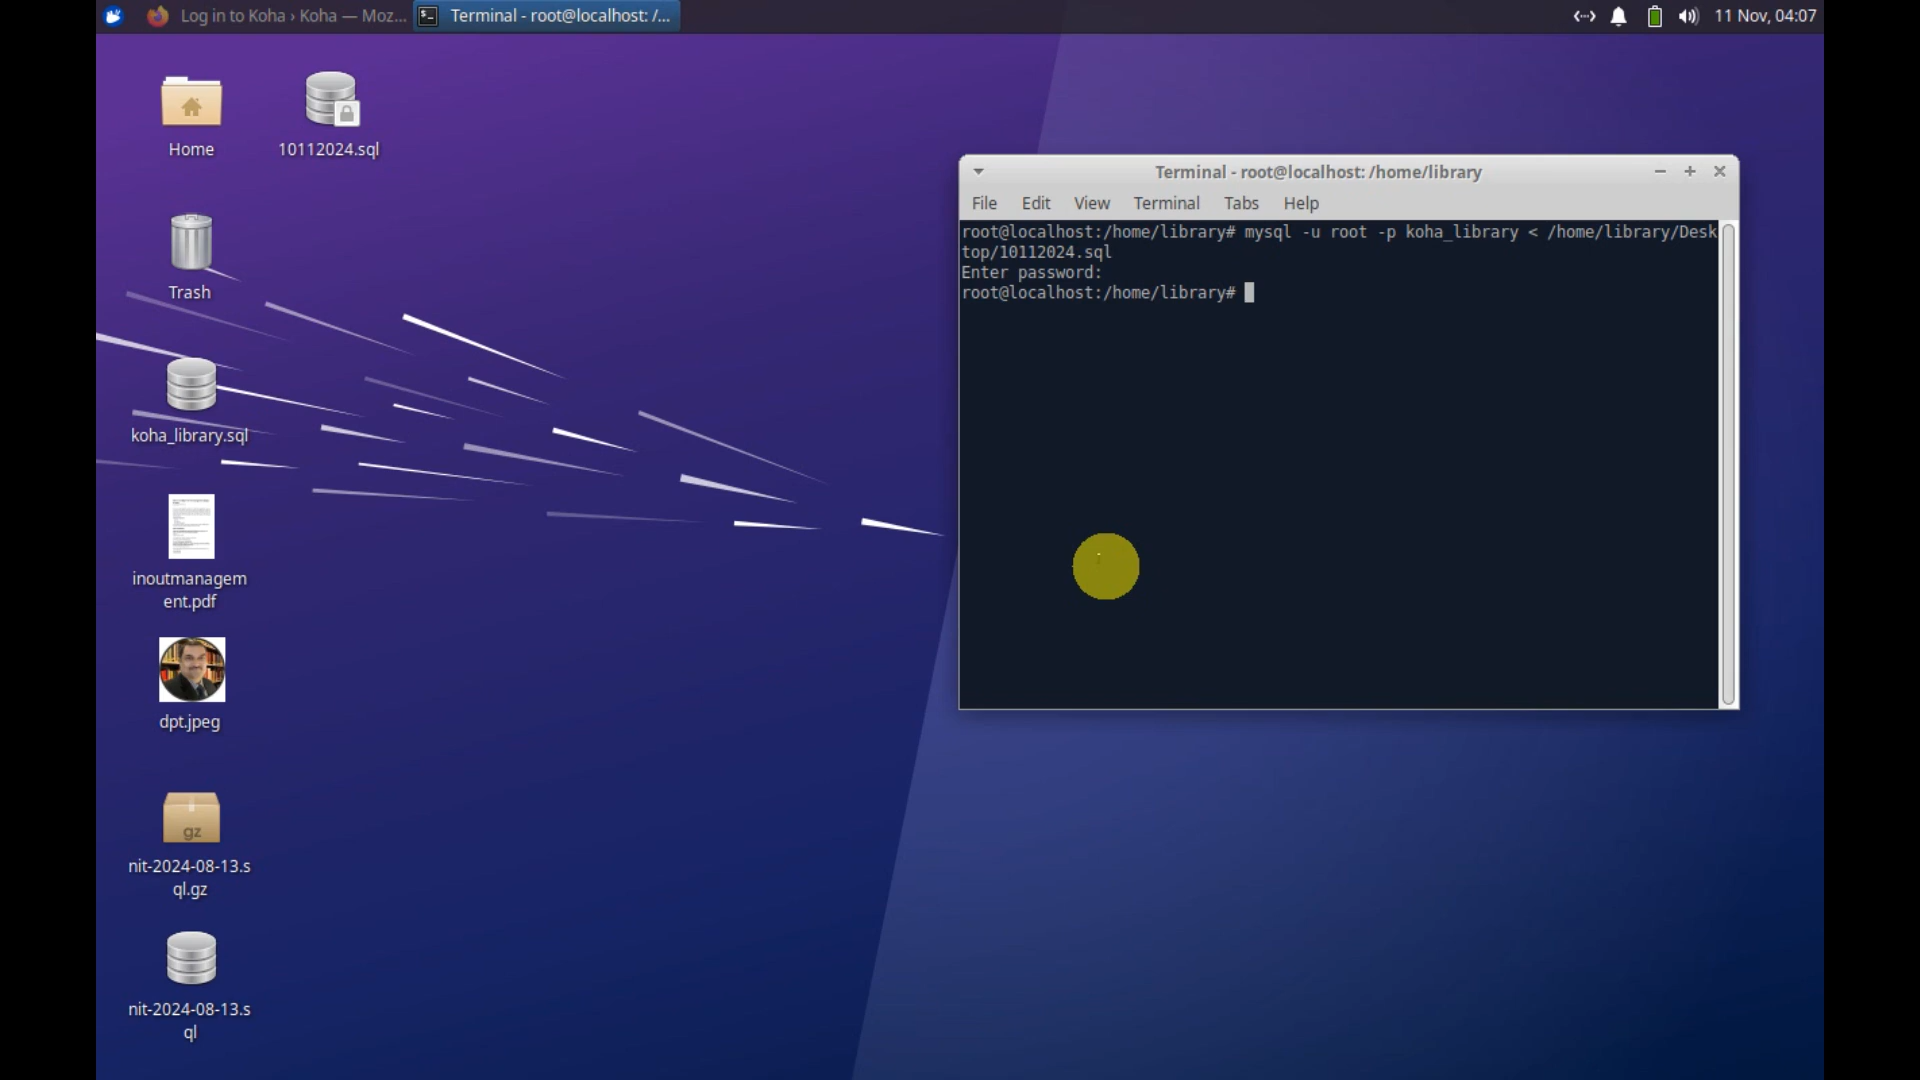 Log in to Koha › Koha — Moz...
Terminal - root@localhost: /...
11 Nov, 04:07
Home
10112024.sql
Trash
koha_library.sql
inoutmanagem
ent.pdf
dpt.jpeg
gz
nit-2024-08-13.s
ql.gz
nit-2024-08-13.s
ql
Terminal - root@localhost: /home/library
File Edit View Terminal Tabs Help
root@localhost:/home/library# mysql -u root -p koha_library < /home/library/Desk
top/10112024.sql
Enter password:
root@localhost:/home/library#